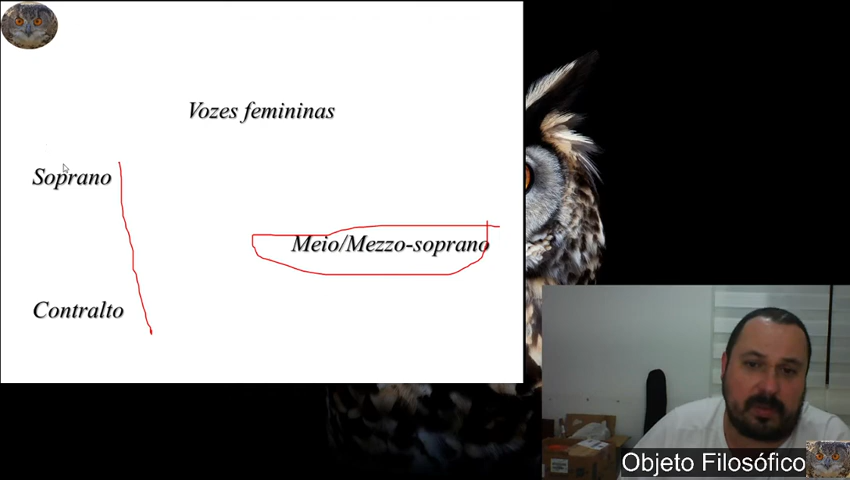 Vozes femininas
Soprano
Meio/Mezzo-soprano
Contralto
Objeto Filosófico